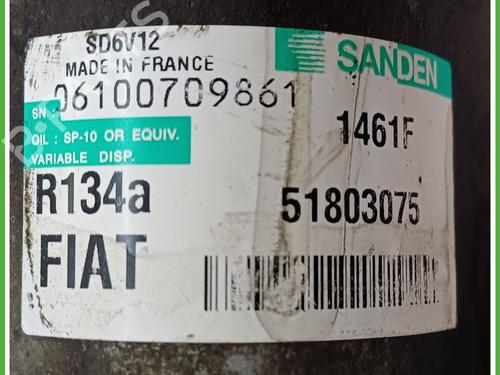 SD6V12
MADE IN FRANCE
SANDEN
SN :
06100709861
OIL : SP-10 OR EQUIV.
VARIABLE DISP.
1461F
R134a
51803075
FIAT